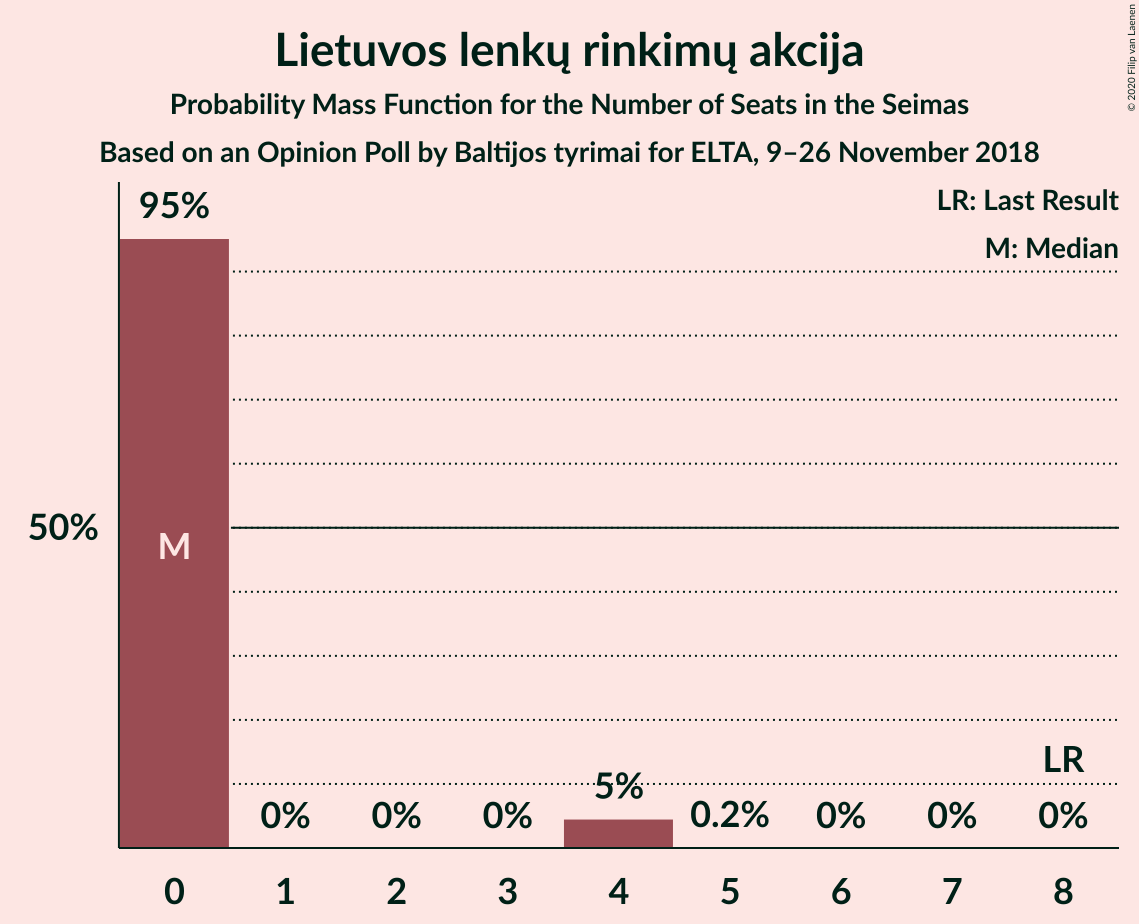 Lietuvos lenkų rinkimų akcija
Probability Mass Function for the Number of Seats in the Seimas
Based on an Opinion Poll by Baltijos tyrimai for ELTA, 9–26 November 2018
© 2020 Filip van Laenen
LR: Last Result
M: Median
95%
50%
M
LR
0% 0% 0% 5% 0.2% 0% 0% 0%
0 1 2 3 4 5 6 7 8